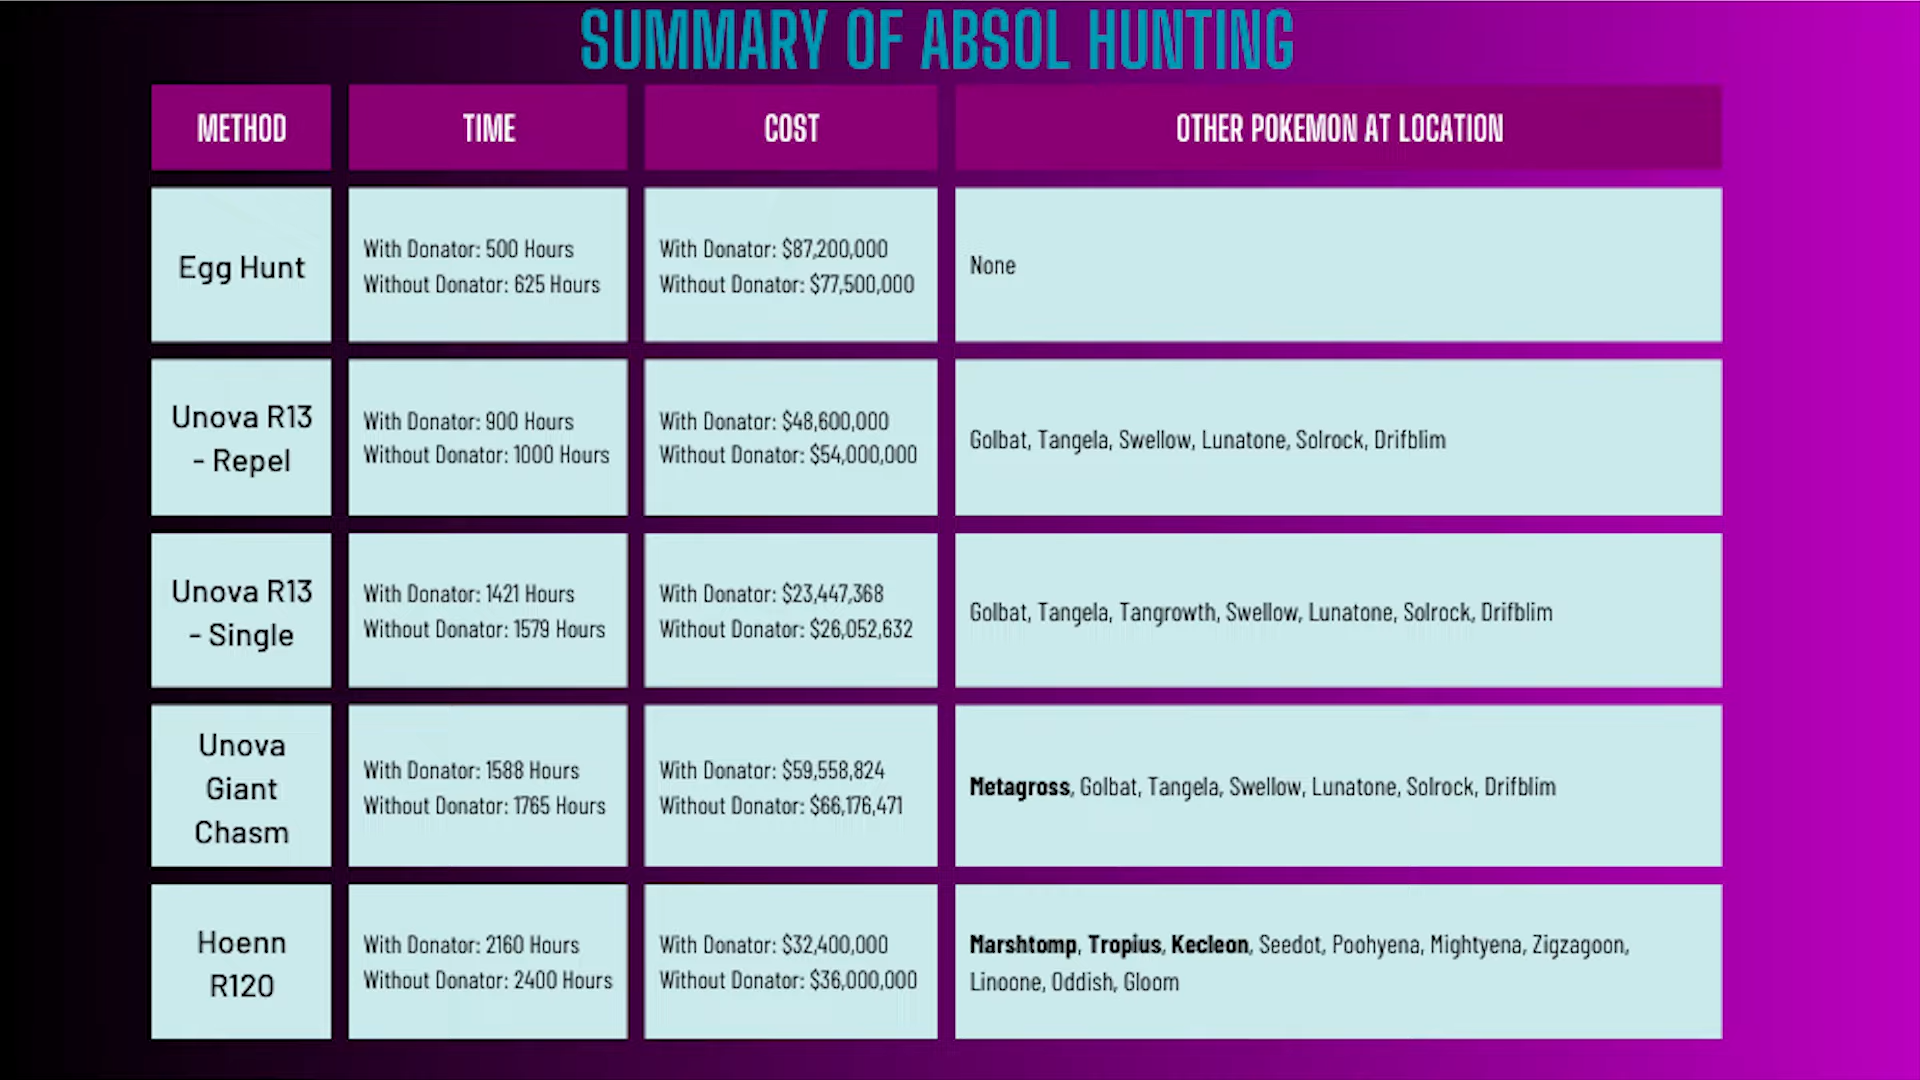 SUMMARY OF ABSOL HUNTING
METHOD
TIME
COST
OTHER POKEMON AT LOCATION
Egg Hunt
With Donator: 500 Hours
Without Donator: 625 Hours
With Donator: $87,200,000
Without Donator: $77,500,000
None
Unova R13
- Repel
With Donator: 900 Hours
Without Donator: 1000 Hours
With Donator: $48,600,000
Without Donator: $54,000,000
Golbat, Tangela, Swellow, Lunatone, Solrock, Drifblim
Unova R13
- Single
With Donator: 1421 Hours
Without Donator: 1579 Hours
With Donator: $23,447,368
Without Donator: $26,052,632
Golbat, Tangela, Tangrowth, Swellow, Lunatone, Solrock, Drifblim
Unova
Giant
Chasm
With Donator: 1588 Hours
Without Donator: 1765 Hours
With Donator: $59,558,824
Without Donator: $66,176,471
Metagross, Golbat, Tangela, Swellow, Lunatone, Solrock, Drifblim
Hoenn
R120
With Donator: 2160 Hours
Without Donator: 2400 Hours
With Donator: $32,400,000
Without Donator: $36,000,000
Marshtomp, Tropius, Kecleon, Seedot, Poohyena, Mightyena, Zigzagoon,
Linoone, Oddish, Gloom